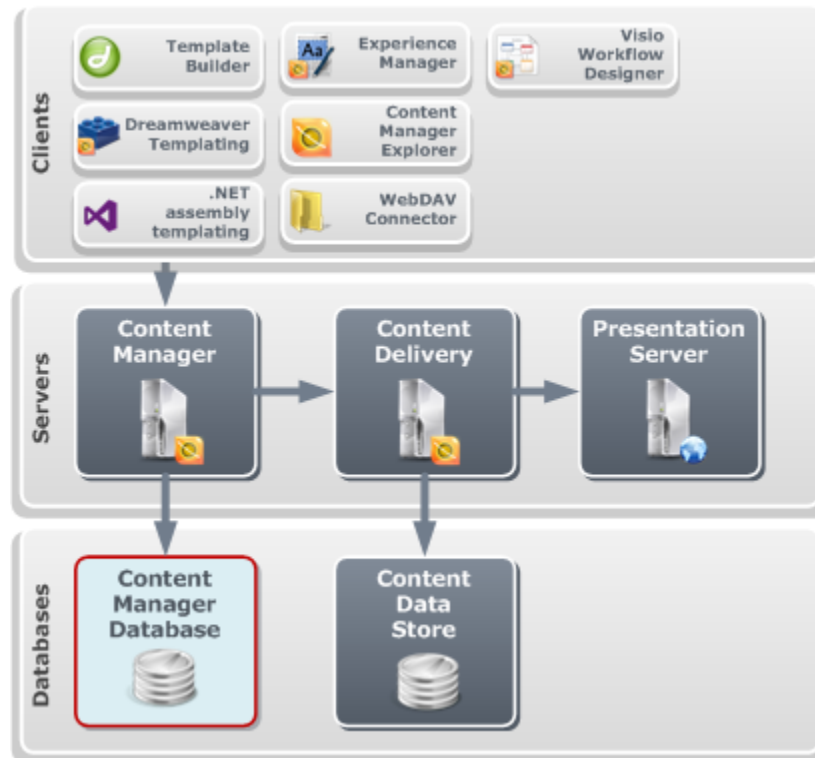 Clients
Template
Builder
Experience
Manager
Visio
Workflow
Designer
Dreamweaver
Templating
Content
Manager
Explorer
.NET
assembly
templating
WebDAV
Connector
Servers
Content
Manager
Content
Delivery
Presentation
Server
Databases
Content
Manager
Database
Content
Data
Store